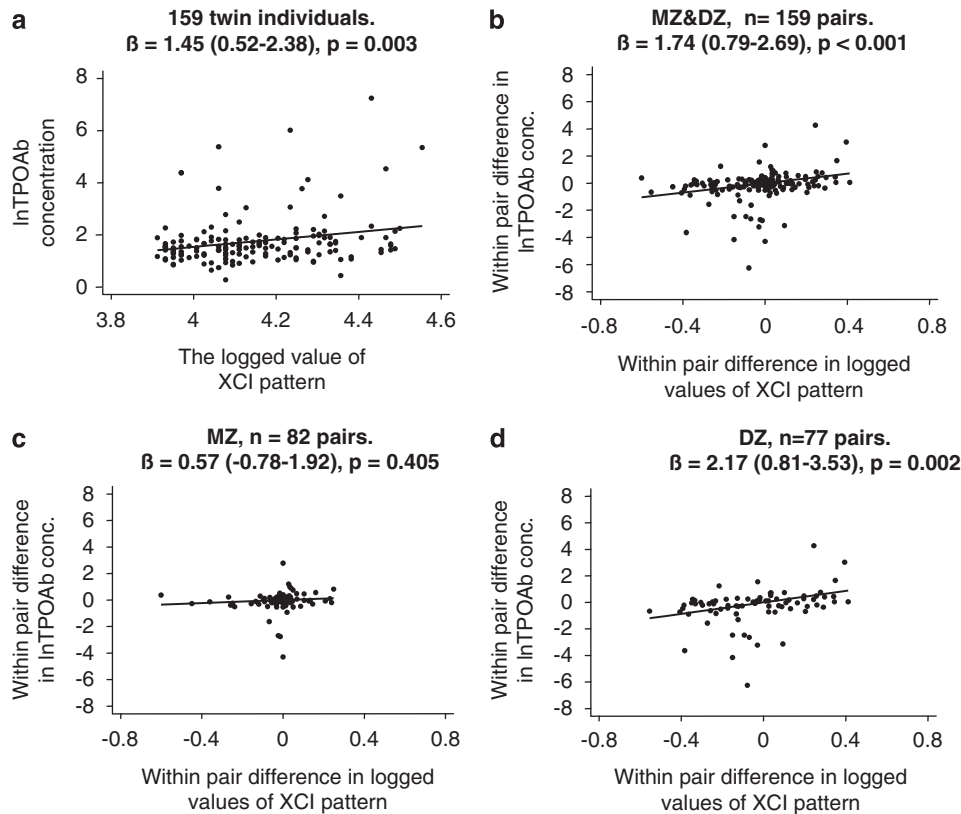 a
159 twin individuals.
ß = 1.45 (0.52-2.38), p = 0.003
lnTPOAb
concentration
8
6
4
2
0
3.8
4
4.2
4.4
4.6
The logged value of
XCI pattern
b
MZ&DZ, n= 159 pairs.
ß = 1.74 (0.79-2.69), p < 0.001
Within pair difference in
lnTPOAb conc.
8
6
4
2
0
-2
-4
-6
-8
-0.8
-0.4
0
0.4
0.8
Within pair difference in logged
values of XCI pattern
c
MZ, n = 82 pairs.
ß = 0.57 (-0.78-1.92), p = 0.405
Within pair difference
in lnTPOAb conc.
8
6
4
2
0
-2
-4
-6
-8
-0.8
-0.4
0
0.4
0.8
Within pair difference in logged
values of XCI pattern
d
DZ, n=77 pairs.
ß = 2.17 (0.81-3.53), p = 0.002
Within pair difference
in lnTPOAb conc.
8
6
4
2
0
-2
-4
-6
-8
-0.8
-0.4
0
0.4
0.8
Within pair difference in logged
values of XCI pattern